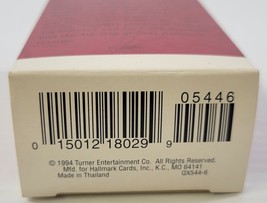 05446
0 15012 18029 9
© 1994 Turner Entertainment Co. All Rights Reserved.
Mfd. for Hallmark Cards, Inc., K.C., MO 64141
Made in Thailand QX544-6